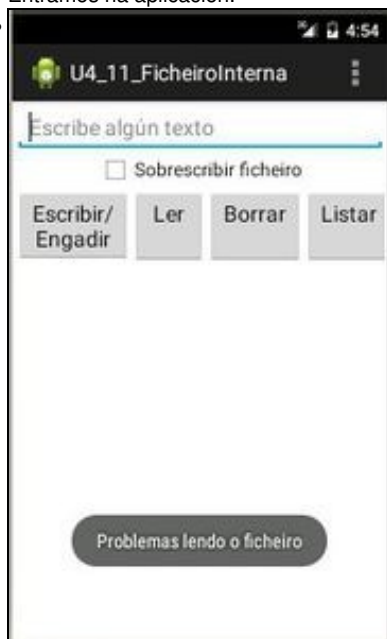 Entramos na aplicación.
4:54
U4_11_FicheiroInterna
Escribe algún texto
Sobrescribir ficheiro
Escribir/
Engadir
Ler
Borrar
Listar
Problemas lendo o ficheiro